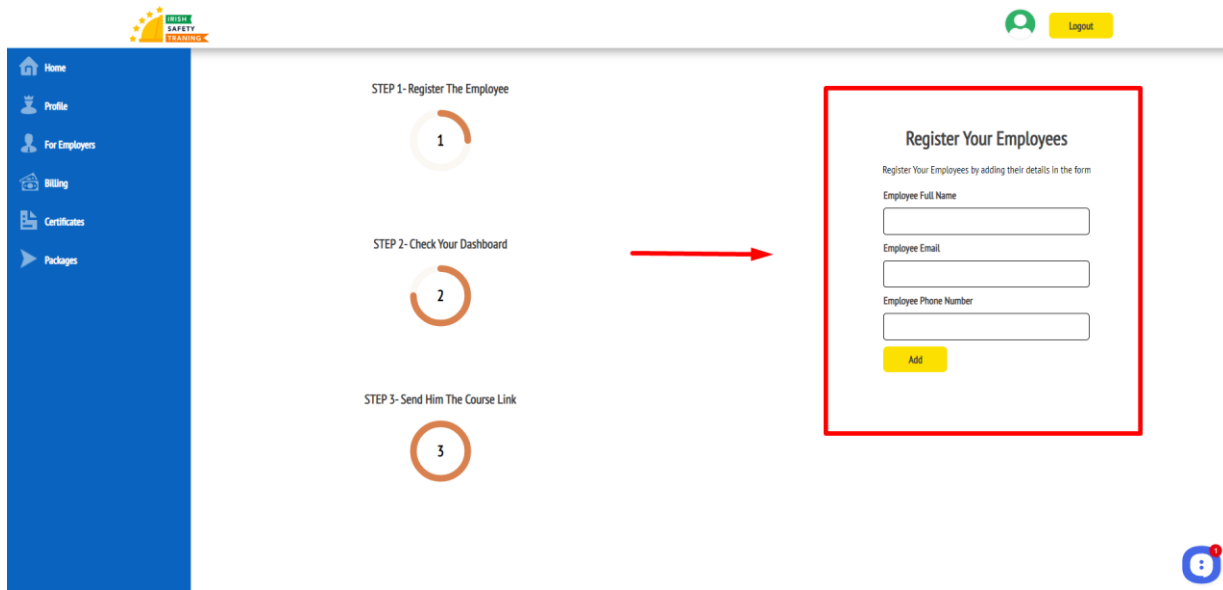 IRISH
SAFETY
TRANING
Logout
Home
Profile
For Employers
Billing
Certificates
Packages
STEP 1- Register The Employee
1
STEP 2- Check Your Dashboard
2
STEP 3- Send Him The Course Link
3
Register Your Employees
Register Your Employees by adding their details in the form
Employee Full Name
Employee Email
Employee Phone Number
Add
1